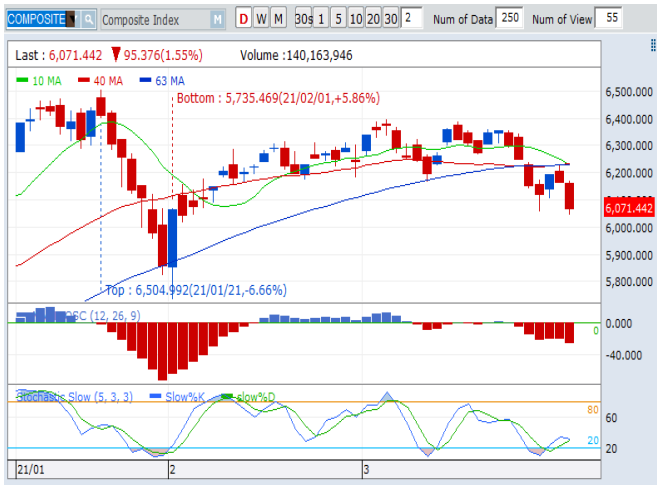 COMPOSITE Composite Index M D W M 30s 1 5 10 20 30 2 Num of Data 250 Num of View 55
Last : 6,071.442 ▼ 95.376(1.55%) Volume :140,163,946
10 MA 40 MA 63 MA
Bottom : 5,735.469(21/02/01,+5.86%)
6,500.000
6,400.000
6,300.000
6,200.000
6,071.442
6,000.000
5,900.000
5,800.000
Top : 6,504.992(21/01/21,-6.66%)
OSC (12, 26, 9)
0
0.000
-40.000
Stochastic Slow (5, 3, 3) Slow%K slow%D
80
60
20
20
21/01 2 3